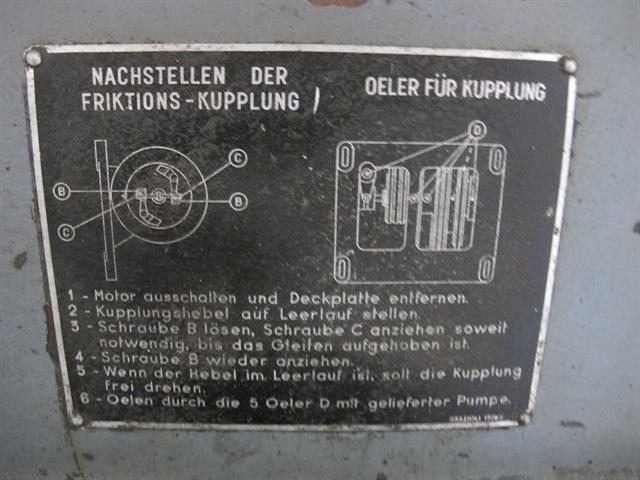 NACHSTELLEN DER
FRIKTIONS-KUPPLUNG
OELER FÜR KUPPLUNG
D
C
B
B
C
1 - Motor ausschalten und Deckplatte entfernen.
2 - Kupplungshebel auf Leerlauf stellen.
3 - Schraube B lösen, Schraube C anziehen soweit
notwendig, bis das Gleifen aufgehoben ist.
4 - Schraube B wieder anziehen.
5 - Wenn der Hebel im Leerlauf ist, soll die Kupplung
frei drehen.
6 - Oelen durch die 5 Oeler D mit gelieferter Pumpe.
GRAZIOLI